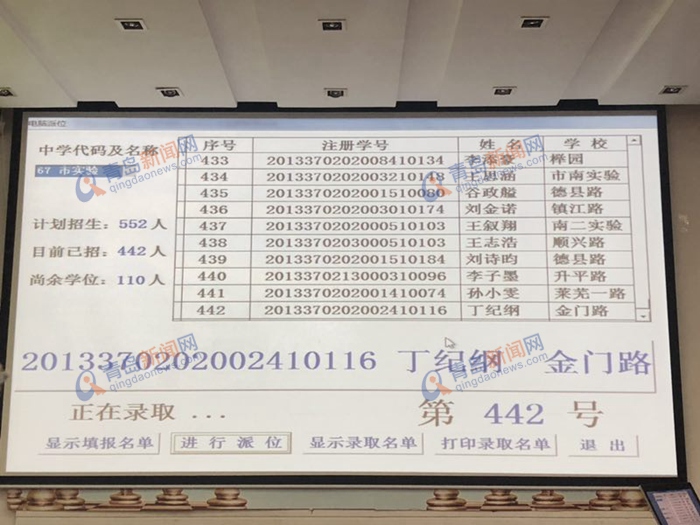 电脑派位
中学代码及名称
67 市实验
计划招生：552 人
目前已招：442 人
尚余学位：110 人
序号 注册学号 姓 名 学 校
433 2013370202008410134 李添豪 榉园
434 2013370202003210148 王思涵 市南实验
435 2013370202001510080 谷政艗 德县路
436 2013370202003010174 刘金诺 镇江路
437 2013370202000510103 王叙翔 南二实验
438 2013370203000510103 王志浩 顺兴路
439 2013370202001510184 刘诗昀 德县路
440 2013370213000310096 李子墨 升平路
441 2013370202001410074 孙小雯 莱芜一路
442 2013370202002410116 丁纪纲 金门路
2013370202002410116 丁纪纲 金门路
正在录取 ... 第 442 号
显示填报名单 进 行 派 位 显示录取名单 打印录取名单 退 出
青岛新闻网
qingdaonews.com